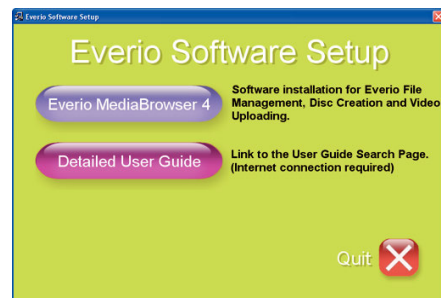 Everio Software Setup
Everio Software Setup
Everio MediaBrowser 4
Software installation for Everio File
Management, Disc Creation and Video
Uploading.
Detailed User Guide
Link to the User Guide Search Page.
(Internet connection required)
Quit